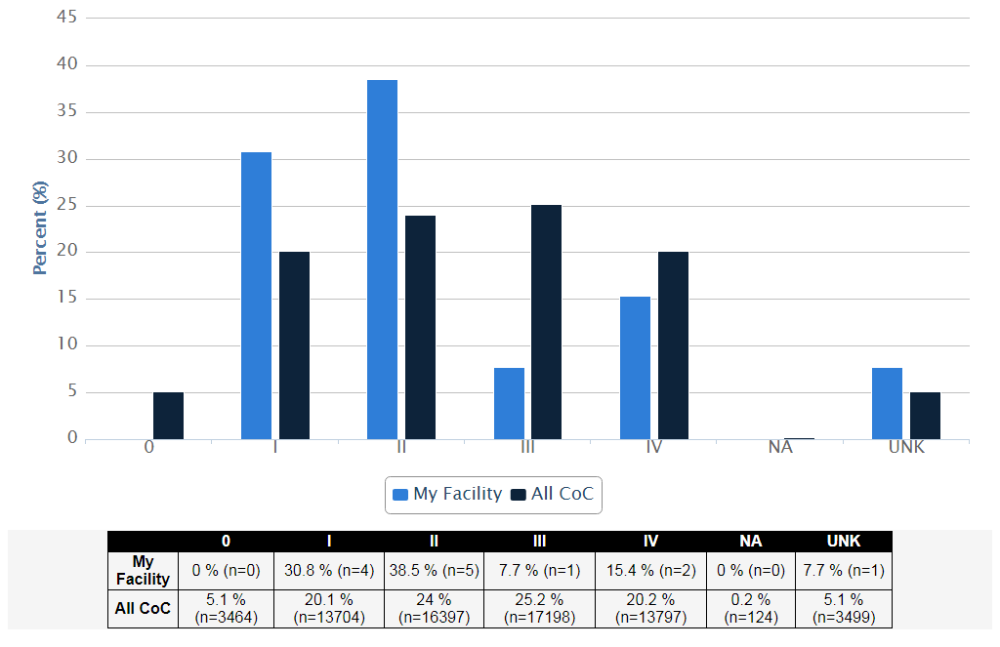 45
40
35
30
25
20
15
10
5
0
Percent (%)
0 I II III IV NA UNK
My Facility All CoC
0 I II III IV NA UNK
My Facility 0 % (n=0) 30.8 % (n=4) 38.5 % (n=5) 7.7 % (n=1) 15.4 % (n=2) 0 % (n=0) 7.7 % (n=1)
All CoC 5.1 % (n=3464) 20.1 % (n=13704) 24 % (n=16397) 25.2 % (n=17198) 20.2 % (n=13797) 0.2 % (n=124) 5.1 % (n=3499)